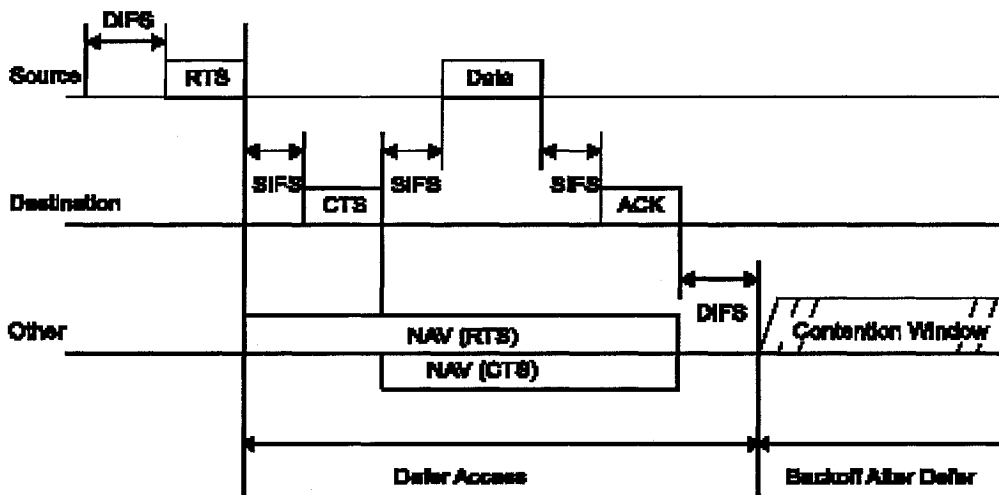 DIFS
Source
RTS
Data
SIFS
SIFS
SIFS
Destination
CTS
ACK
DIFS
Other
NAV (RTS)
Contention Window
NAV (CTS)
Defer Access
Backoff After Defer